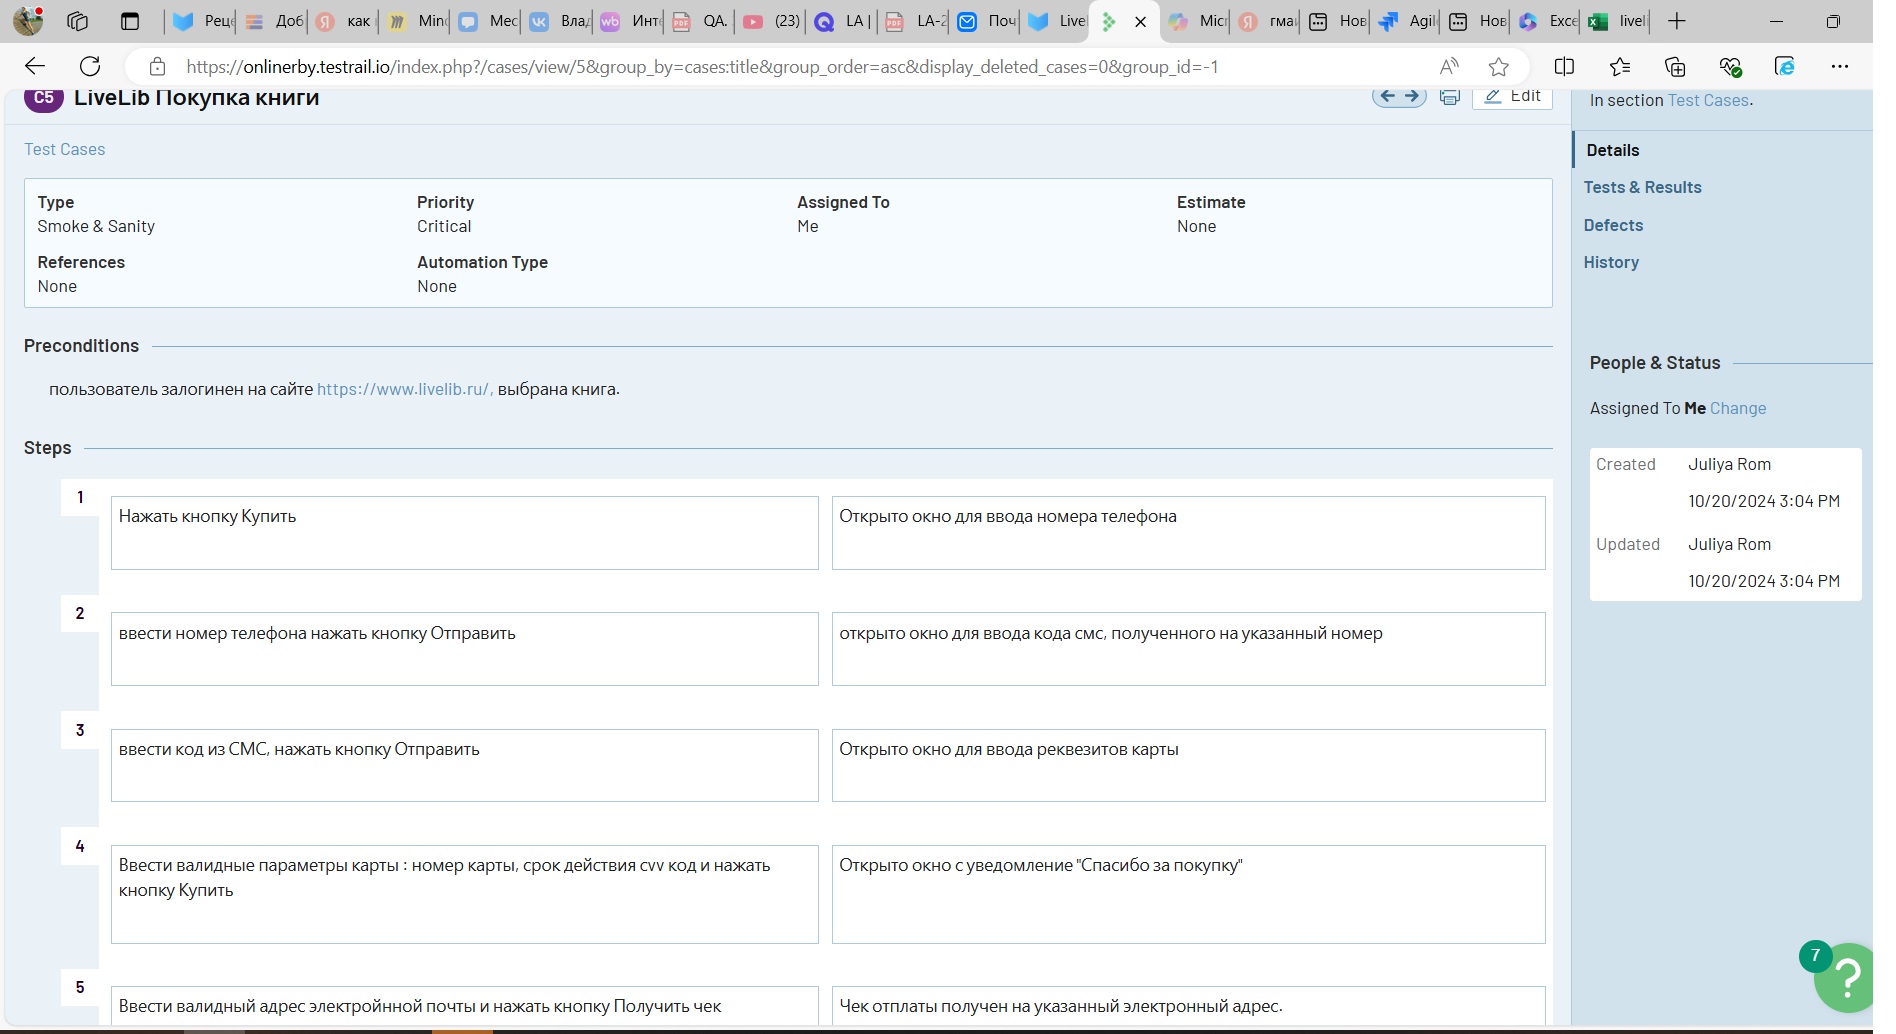 Рец
Доб
как
Mind
Мес
Вла
Инт
QA.
(23)
LA |
LA-2
Поч
Live
Micr
гма
Нов
Agil
Нов
Exce
liveli
https://onlinerby.testrail.io/index.php?/cases/view/5&group_by=cases:title&group_order=asc&display_deleted_cases=0&group_id=-1
C5 LiveLib Покупка книги
Edit
In section Test Cases.
Test Cases
Details
Tests & Results
Defects
History
Type
Priority
Assigned To
Estimate
Smoke & Sanity
Critical
Me
None
References
Automation Type
None
None
Preconditions
пользователь залогинен на сайте https://www.livelib.ru/, выбрана книга.
People & Status
Assigned To Me Change
Created Juliya Rom
10/20/2024 3:04 PM
Updated Juliya Rom
10/20/2024 3:04 PM
Steps
1
Нажать кнопку Купить
Открыто окно для ввода номера телефона
2
ввести номер телефона нажать кнопку Отправить
открыто окно для ввода кода смс, полученного на указанный номер
3
ввести код из СМС, нажать кнопку Отправить
Открыто окно для ввода реквезитов карты
4
Ввести валидные параметры карты : номер карты, срок действия cvv код и нажать
кнопку Купить
Открыто окно с уведомление "Спасибо за покупку"
5
Ввести валидный адрес электройнной почты и нажать кнопку Получить чек
Чек отплаты получен на указанный электронный адрес.
7
?